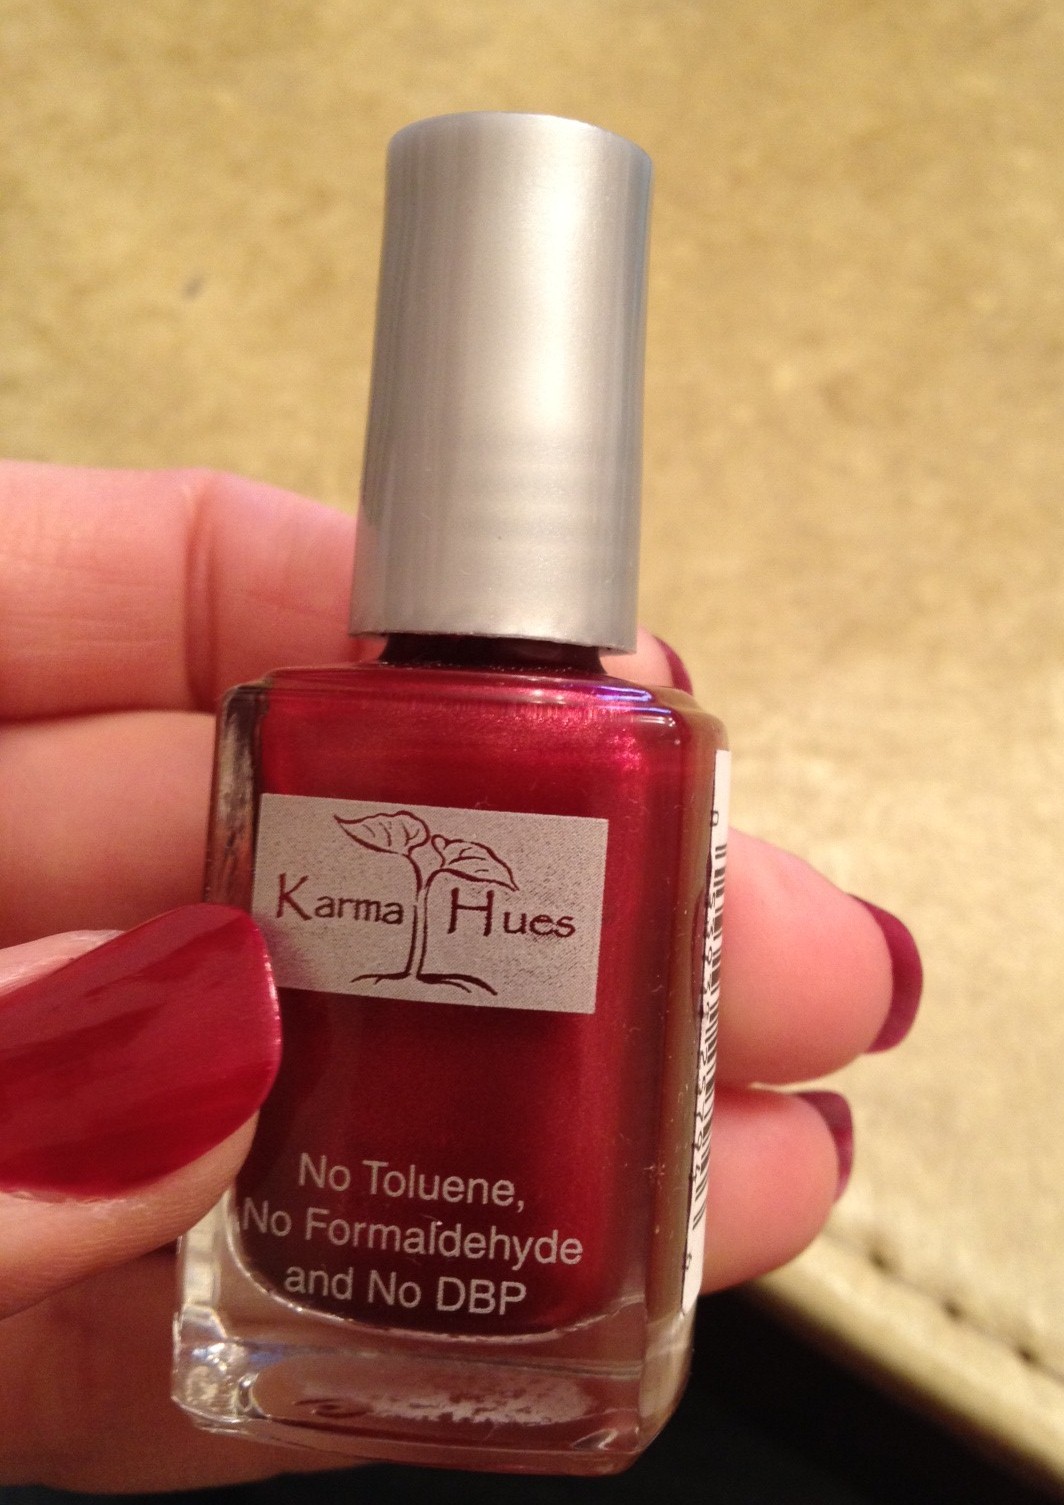 Karma Hues
No Toluene,
No Formaldehyde
and No DBP